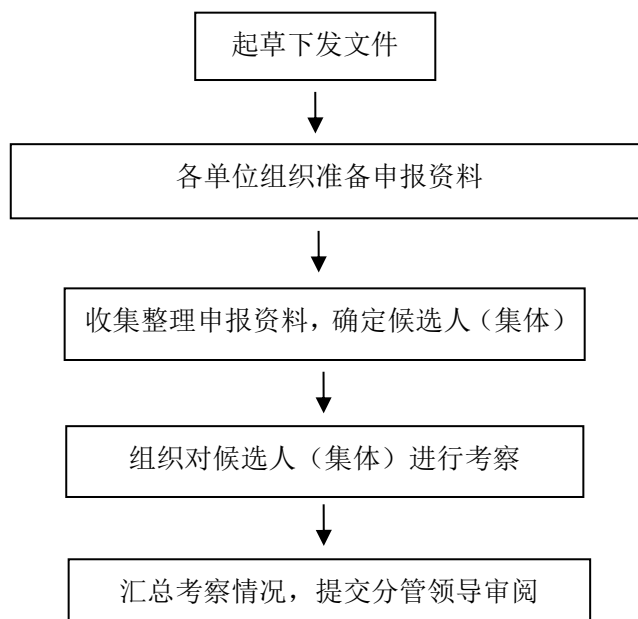 起草下发文件
各单位组织准备申报资料
收集整理申报资料，确定候选人（集体）
组织对候选人（集体）进行考察
汇总考察情况，提交分管领导审阅